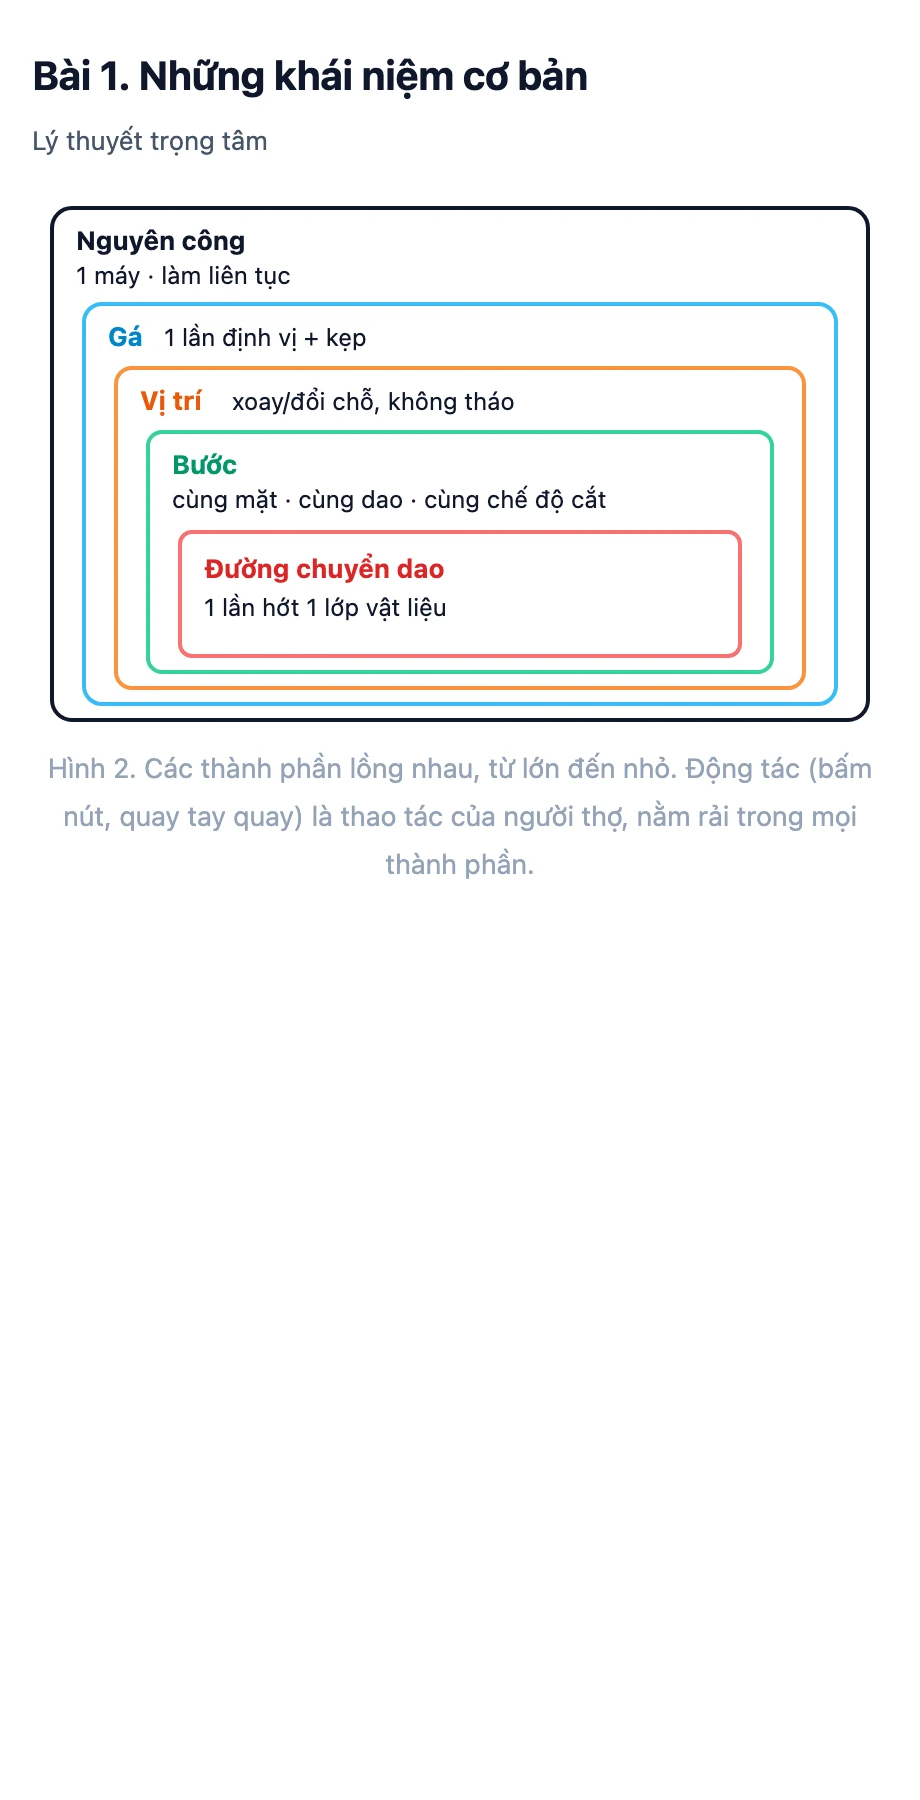 Bài 1. Những khái niệm cơ bản
Lý thuyết trọng tâm
Nguyên công
1 máy · làm liên tục
Gá 1 lần định vị + kẹp
Vị trí xoay/đổi chỗ, không tháo
Bước
cùng mặt · cùng dao · cùng chế độ cắt
Đường chuyển dao
1 lần hớt 1 lớp vật liệu
Hình 2. Các thành phần lồng nhau, từ lớn đến nhỏ. Động tác (bấm
nút, quay tay quay) là thao tác của người thợ, nằm rải trong mọi
thành phần.